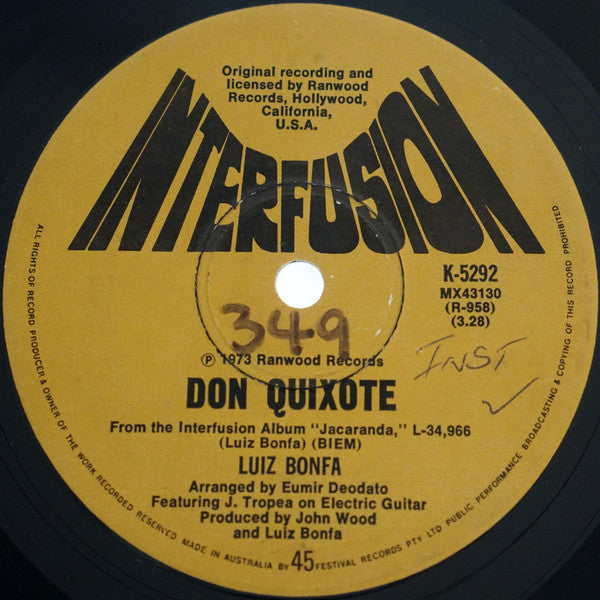 Original recording and
licensed by Ranwood
Records, Hollywood,
California,
U.S.A.
INTERFUSION
K-5292
MX43130
(R-958)
(3.28)
349
INST
℗ 1973 Ranwood Records
DON QUIXOTE
From the Interfusion Album "Jacaranda," L-34,966
(Luiz Bonfa) (BIEM)
LUIZ BONFA
Arranged by Eumir Deodato
Featuring J. Tropea on Electric Guitar
Produced by John Wood
and Luiz Bonfa
45
ALL RIGHTS OF RECORD PRODUCER & OWNER OF THE WORK RECORDED RESERVED MADE IN AUSTRALIA BY FESTIVAL RECORDS PTY LTD PUBLIC PERFORMANCE BROADCASTING & COPYING OF THIS RECORD PROHIBITED